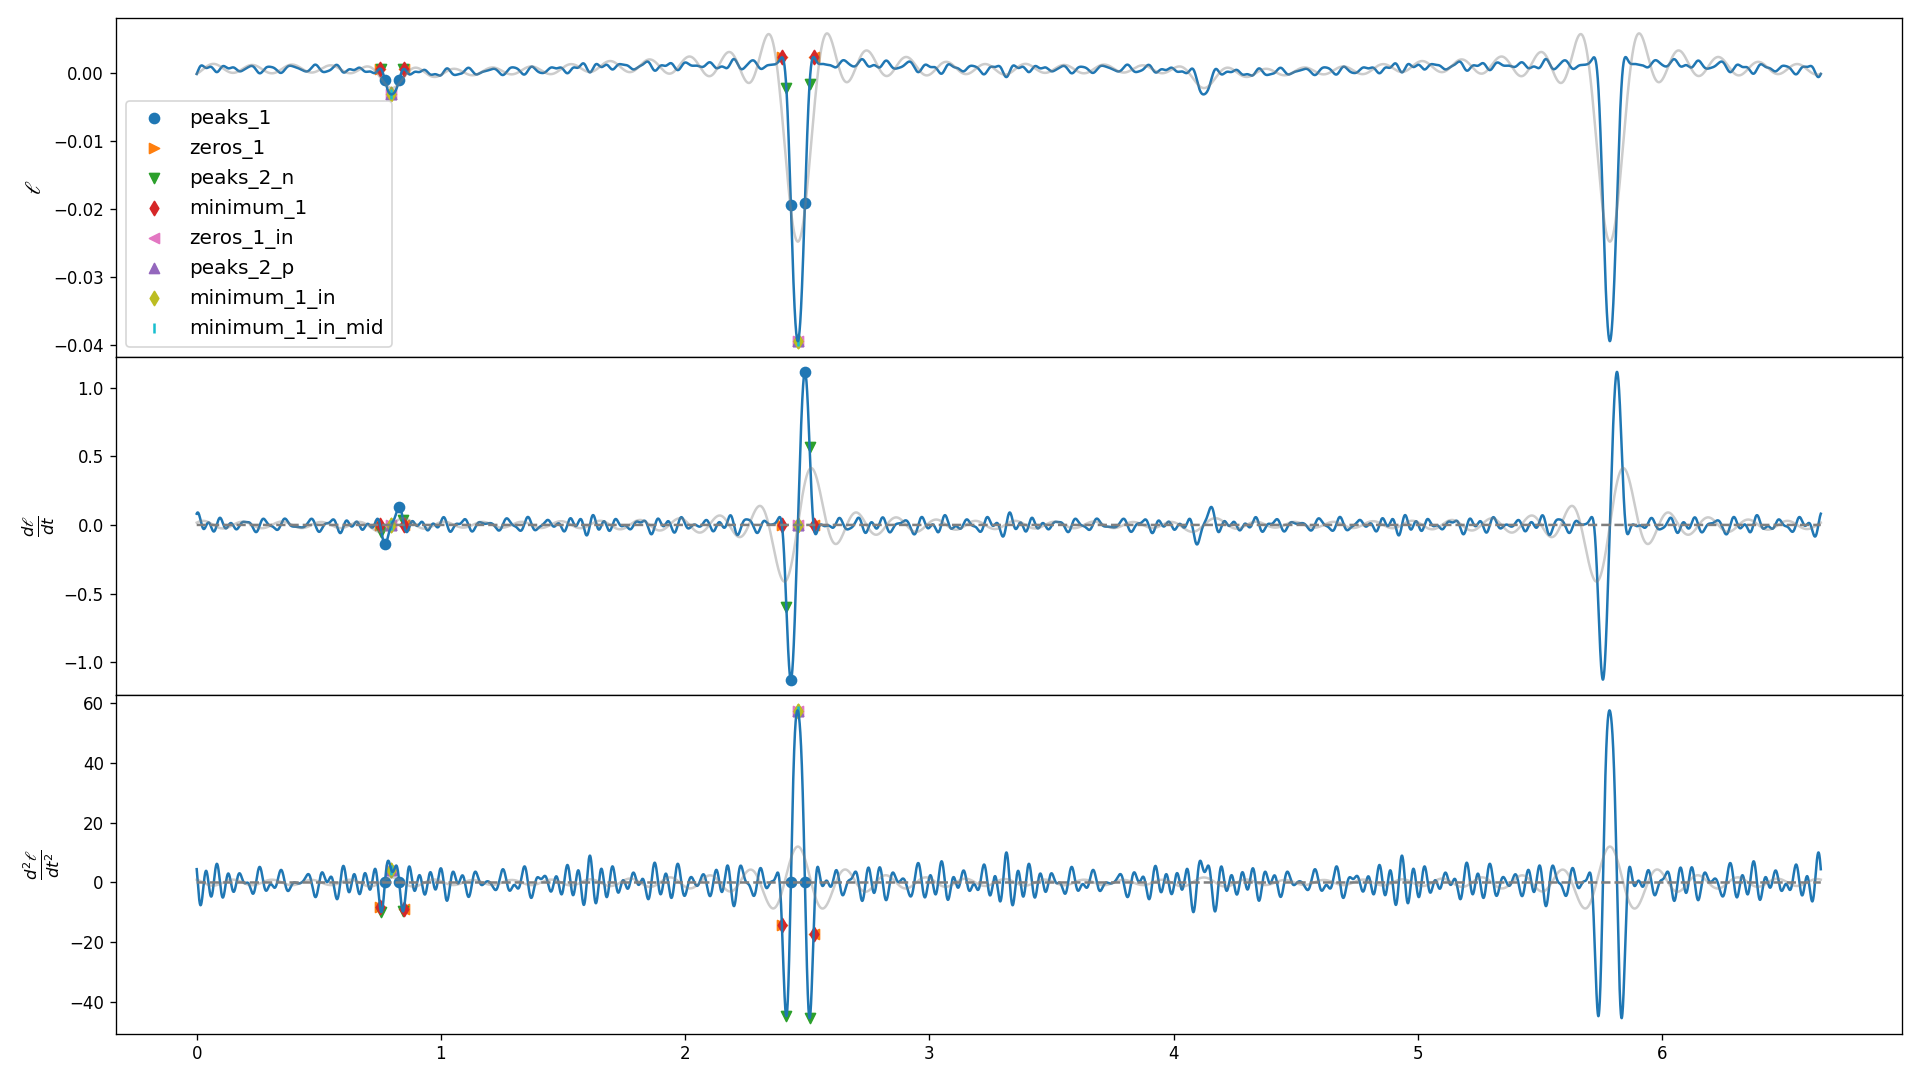 0.00
−0.01
−0.02
−0.03
−0.04
ℓ
peaks_1
zeros_1
peaks_2_n
minimum_1
zeros_1_in
peaks_2_p
minimum_1_in
minimum_1_in_mid
1.0
0.5
0.0
−0.5
−1.0
dℓ
dt
60
40
20
0
−20
−40
d²ℓ
dt²
0 1 2 3 4 5 6